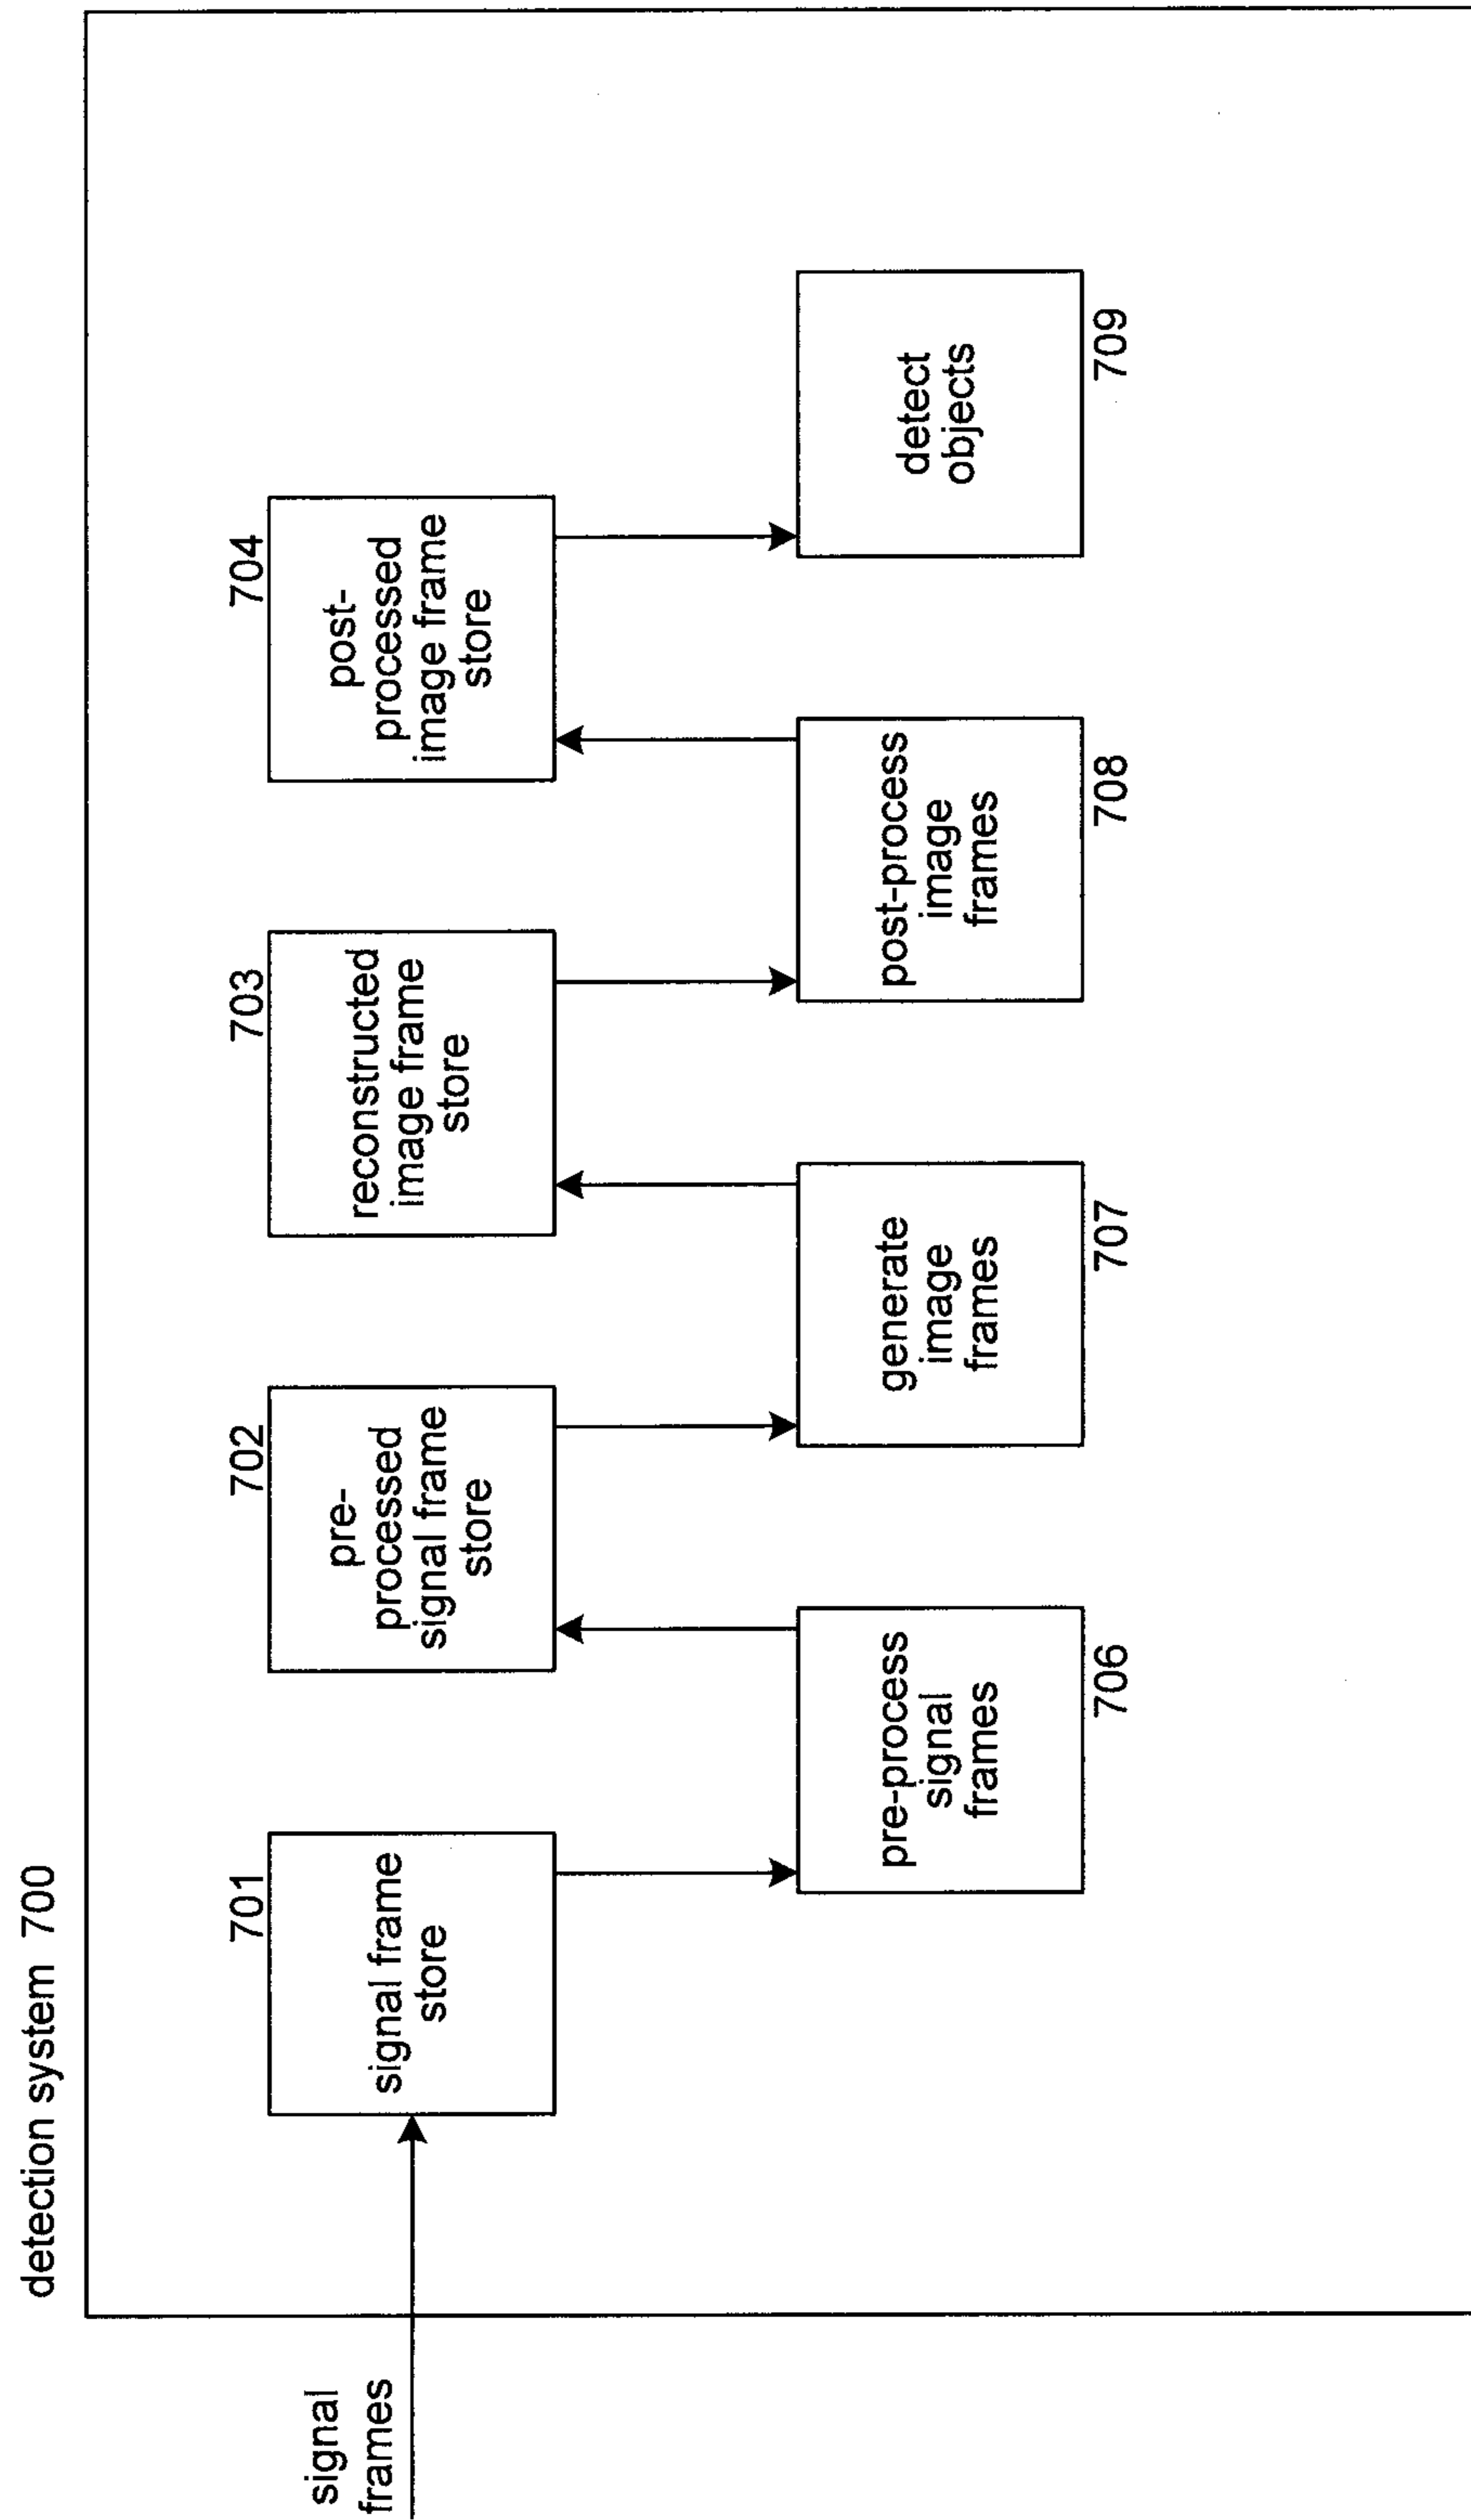 detection system 700
signal
frames
701
signal frame
store
702
pre-
processed
signal frame
store
703
reconstructed
image frame
store
704
post-
processed
image frame
store
pre-process
signal
frames
706
generate
image
frames
707
post-process
image
frames
708
detect
objects
709